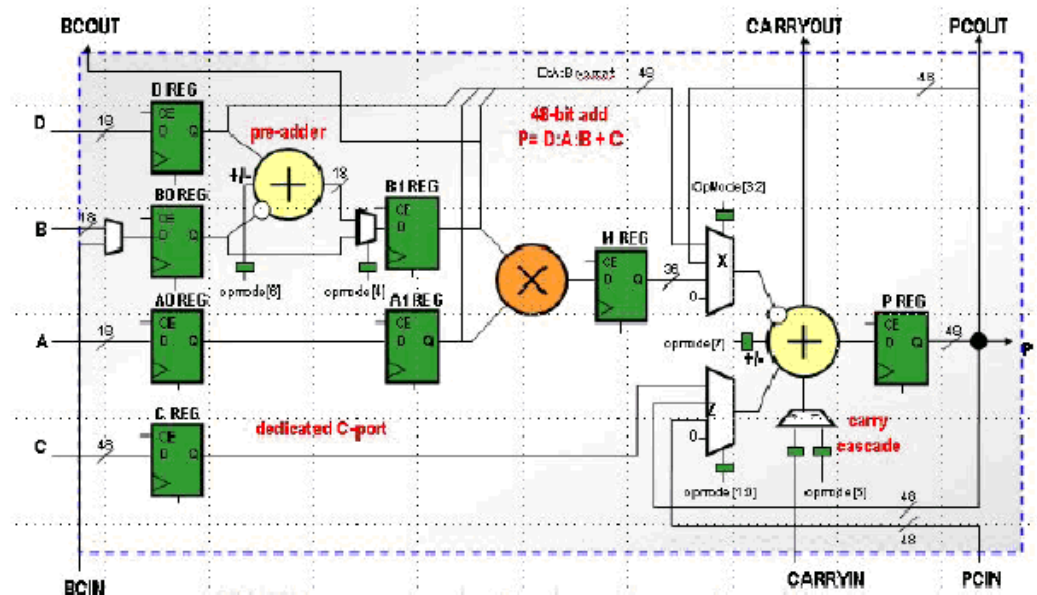 BCOUT
CARRYOUT
PCOUT
D:A:B
48
48
D REG
CE
D Q
D
18
pre-adder
48-bit add
P= D:A:B + C
+/-
18
OpMode[3:2]
B0 REG
CE
D Q
B1 REG
CE
D Q
B
18
M REG
CE
D Q
X
36
0
opmode[6]
opmode[4]
A0 REG
CE
D Q
A1 REG
CE
D Q
P REG
CE
D Q
A
18
opmode[7]
+/-
48
P
C REG
CE
D Q
dedicated C-port
Z
0
carry
cascade
C
48
opmode[1:0]
opmode[5]
48
48
BCIN
CARRYIN
PCIN